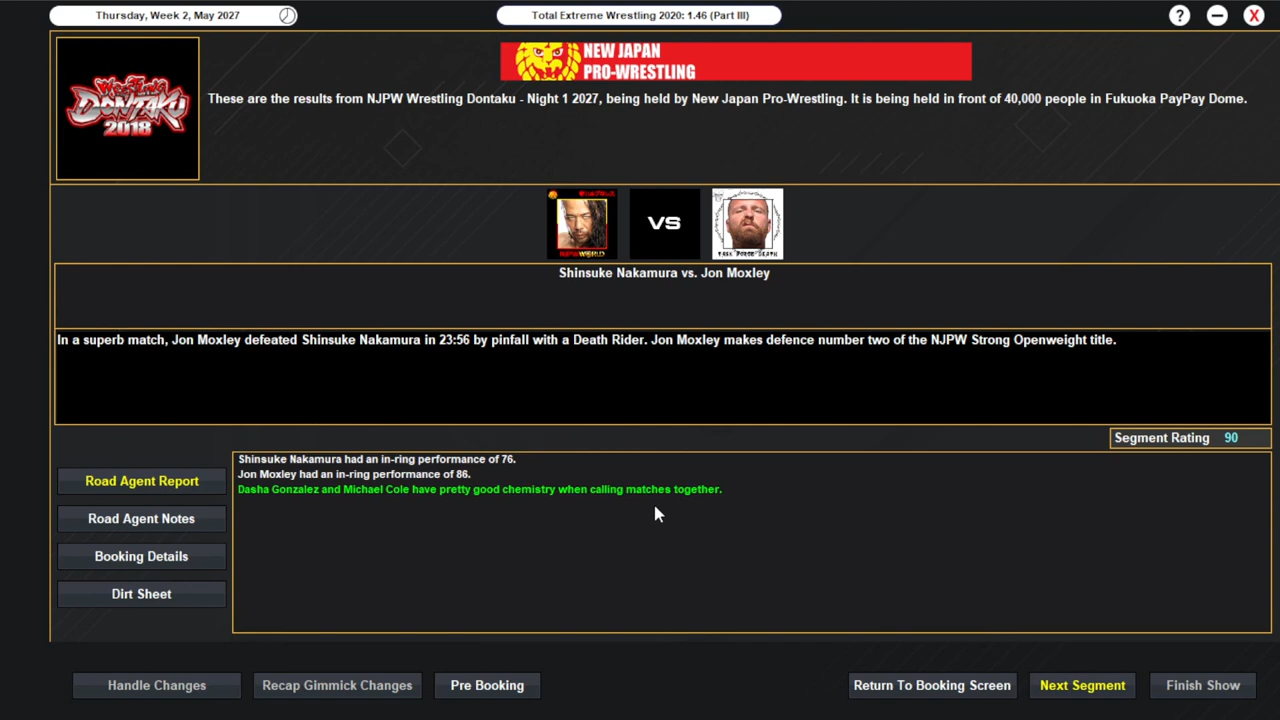 Thursday, Week 2, May 2027
Total Extreme Wrestling 2020: 1.46 (Part III)
?
X
WRESTLING
DONTAKU
2018
NEW JAPAN
PRO-WRESTLING
These are the results from NJPW Wrestling Dontaku - Night 1 2027, being held by New Japan Pro-Wrestling. It is being held in front of 40,000 people in Fukuoka PayPay Dome.
VS
WORLD
TASK FORCE DEATH
Shinsuke Nakamura vs. Jon Moxley
In a superb match, Jon Moxley defeated Shinsuke Nakamura in 23:56 by pinfall with a Death Rider. Jon Moxley makes defence number two of the NJPW Strong Openweight title.
Segment Rating 90
Shinsuke Nakamura had an in-ring performance of 76.
Jon Moxley had an in-ring performance of 86.
Dasha Gonzalez and Michael Cole have pretty good chemistry when calling matches together.
Road Agent Report
Road Agent Notes
Booking Details
Dirt Sheet
Handle Changes
Recap Gimmick Changes
Pre Booking
Return To Booking Screen
Next Segment
Finish Show